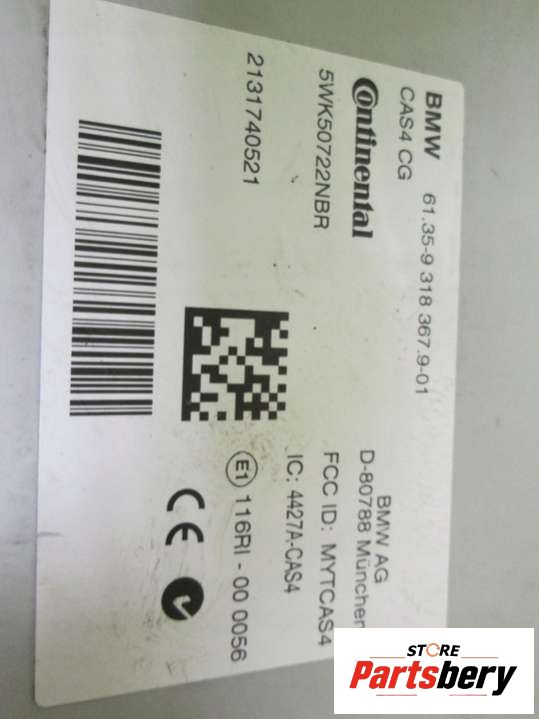 BMW 61.35-9 318 367.9-01
CAS4 CG
Continental
5WK50722NBR
2131740521
BMW AG
D-80788 München
FCC ID: MYTCAS4
IC: 4427A-CAS4
E1 116RI - 00 0056
CE
STORE
Partsbery